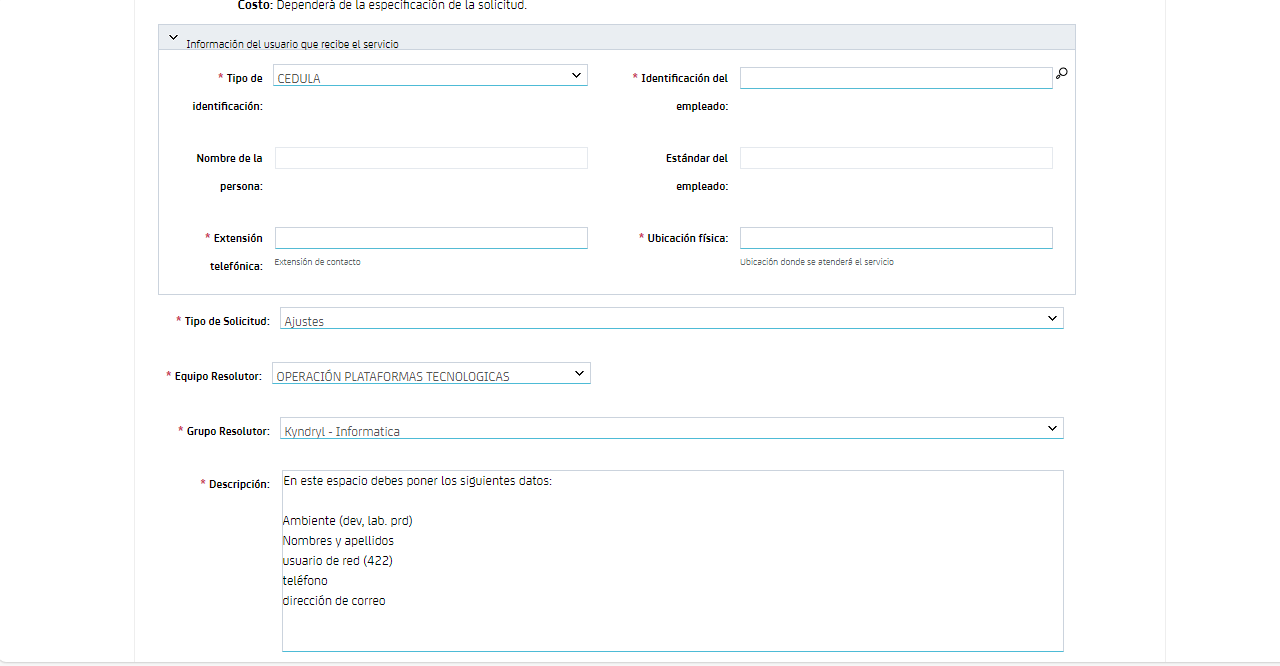 Costo: Dependerá de la especificación de la solicitud.
Información del usuario que recibe el servicio
* Tipo de identificación:
CEDULA
* Identificación del empleado:
Nombre de la persona:
Estándar del empleado:
* Extensión telefónica:
Extensión de contacto
* Ubicación física:
Ubicación donde se atenderá el servicio
* Tipo de Solicitud:
Ajustes
* Equipo Resolutor:
OPERACIÓN PLATAFORMAS TECNOLOGICAS
* Grupo Resolutor:
Kyndryl - Informatica
* Descripción:
En este espacio debes poner los siguientes datos:
Ambiente (dev, lab. prd)
Nombres y apellidos
usuario de red (422)
teléfono
dirección de correo